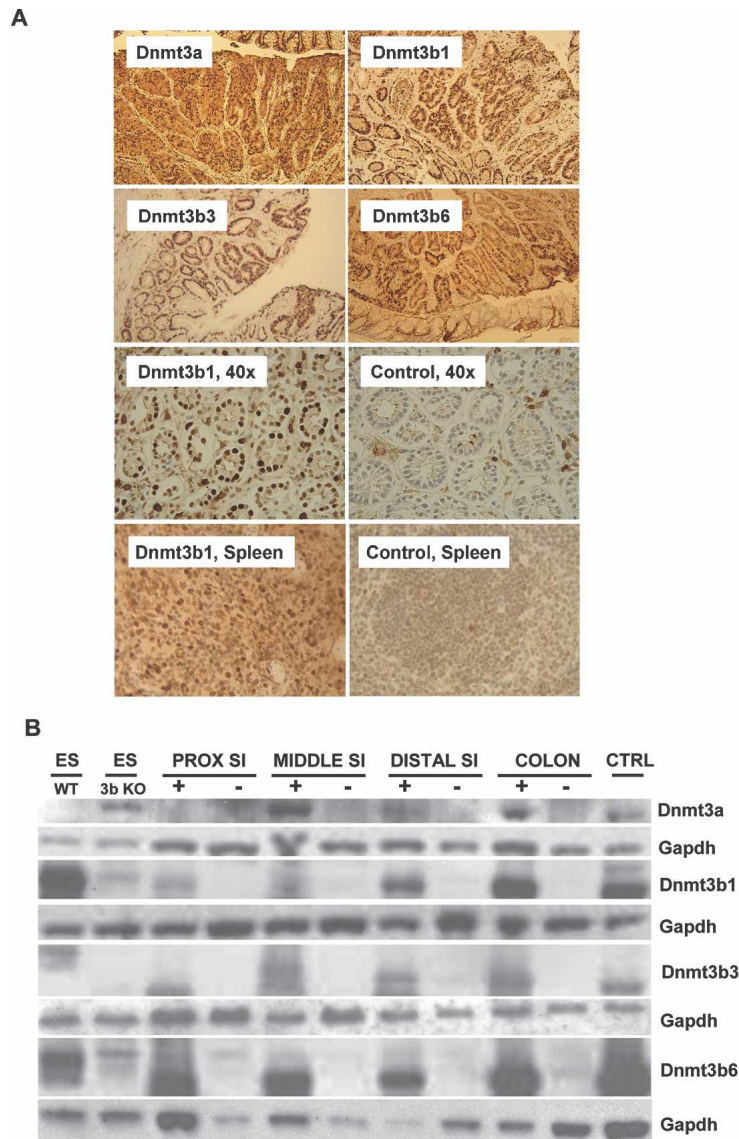 A
Dnmt3a
Dnmt3b1
Dnmt3b3
Dnmt3b6
Dnmt3b1, 40x
Control, 40x
Dnmt3b1, Spleen
Control, Spleen
B
ES ES PROX SI MIDDLE SI DISTAL SI COLON CTRL
WT 3b KO + - + - + - + -
Dnmt3a
Gapdh
Dnmt3b1
Gapdh
Dnmt3b3
Gapdh
Dnmt3b6
Gapdh